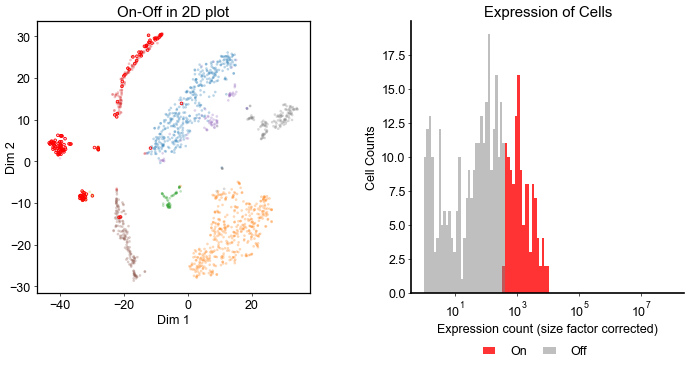 On-Off in 2D plot
30
20
10
0
−10
−20
−30
Dim 2
−40
−20
0
20
Dim 1
Expression of Cells
17.5
15.0
12.5
10.0
7.5
5.0
2.5
0.0
Cell Counts
10¹
10³
10⁵
10⁷
Expression count (size factor corrected)
On
Off